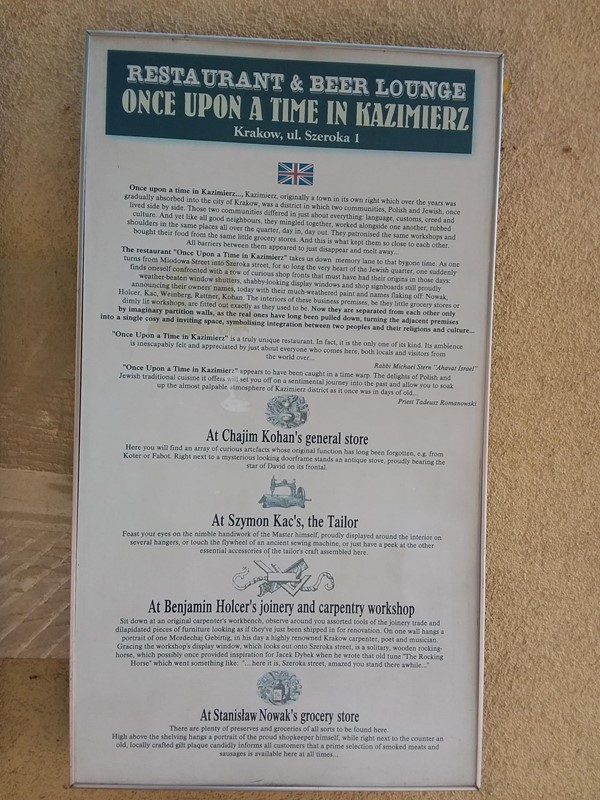 RESTAURANT & BEER LOUNGE
ONCE UPON A TIME IN KAZIMIERZ
Krakow, ul. Szeroka 1
Once upon a time in Kazimierz..., Kazimierz, originally a town in its own right which over the years was
gradually absorbed into the city of Krakow, was a district in which two communities, Polish and Jewish, once
lived side by side. Those two communities differed in just about everything: language, customs, creed and
culture. And yet like all good neighbours, they mingled together, worked alongside one another, rubbed
shoulders in the same places all over the quarter, day in, day out. They patronised the same workshops and
bought their food from the same little grocery stores. And this is what kept them so close to each other.
All barriers between them appeared to just disappear and melt away...
The restaurant "Once Upon a Time in Kazimierz" takes us down memory lane to that bygone time. As one
turns from Miodowa Street into Szeroka street, for so long the very heart of the Jewish quarter, one suddenly
finds oneself confronted with a row of curious shop fronts that must have had their origins in those days:
weather-beaten window shutters, shabby-looking display windows and shop signboards still proudly
announcing their owners' names, today with their much-weathered paint and names flaking off: Nowak,
Holcer, Kac, Weinberg, Rattner, Kohan. The interiors of these business premises, be they little grocery stores or
dimly lit workshops, are fitted out exactly as they used to be. Now they are separated from each other only
by imaginary partition walls, as the real ones have long been pulled down, turning the adjacent premises
into a single cosy and inviting space, symbolising integration between two peoples and their religions and culture...
"Once Upon a Time in Kazimierz" is a truly unique restaurant. In fact, it is the only one of its kind. Its ambience
is inescapably felt and appreciated by just about everyone who comes here, both locals and visitors from
the world over...
Rabbi Michael Stern "Ahavat Israel"
"Once Upon a Time in Kazimierz" appears to have been caught in a time warp. The delights of Polish and
Jewish traditional cuisine it offers will set you off on a sentimental journey into the past and allow you to soak
up the almost palpable atmosphere of Kazimierz district as it once was in days of old...
Priest Tadeusz Romanowski
At Chajim Kohan's general store
Here you will find an array of curious artefacts whose original function has long been forgotten, e.g. from
Koter or Fabot. Right next to a mysterious looking doorframe stands an antique stove, proudly bearing the
star of David on its frontal.
At Szymon Kac's, the Tailor
Feast your eyes on the nimble handiwork of the Master himself, proudly displayed around the interior on
several hangers, or touch the flywheel of an ancient sewing machine, or just have a peek at the other
essential accessories of the tailor's craft assembled here.
At Benjamin Holcer's joinery and carpentry workshop
Sit down at an original carpenter's workbench, observe around you assorted tools of the joinery trade and
dilapidated pieces of furniture looking as if they've just been shipped in for renovation. On one wall hangs a
portrait of one Mordechaj Gebirtig, in his day a highly renowned Krakow carpenter, poet and musician.
Gracing the workshop's display window, which looks out onto Szeroka street, is a solitary, wooden rocking-
horse, which possibly once provided inspiration for Jacek Dybek when he wrote that old tune "The Rocking
Horse" which went something like: "....here it is, Szeroka street, amazed you stand there awhile..."
At Stanisław Nowak's grocery store
There are plenty of preserves and groceries of all sorts to be found here.
High above the shelving hangs a portrait of the proud shopkeeper himself, while right next to the counter an
old, locally crafted gilt plaque candidly informs all customers that a prime selection of smoked meats and
sausages is available here at all times...